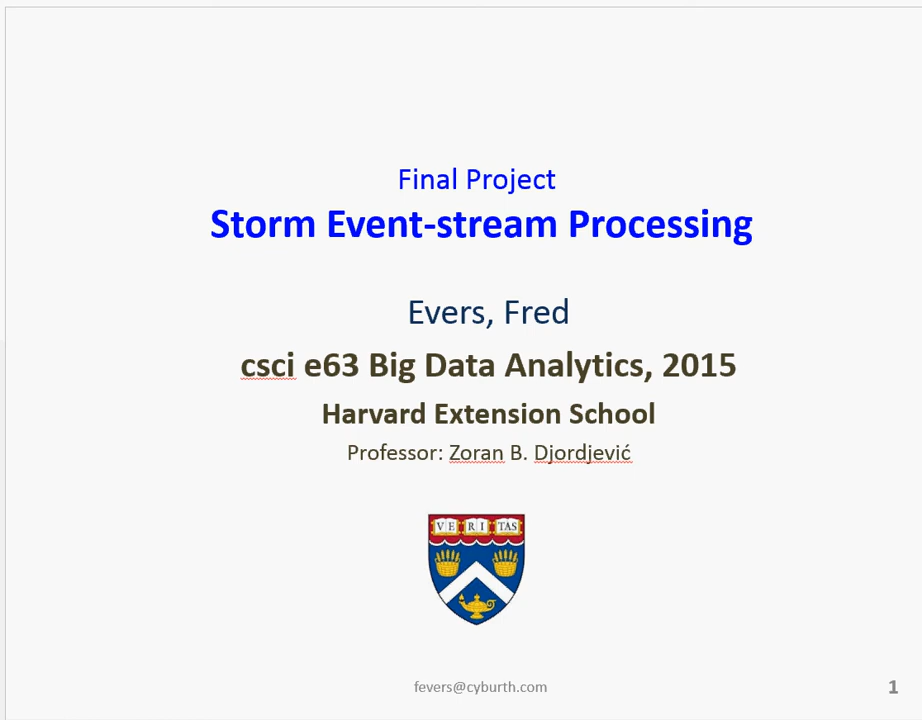 Final Project
Storm Event-stream Processing
Evers, Fred
csci e63 Big Data Analytics, 2015
Harvard Extension School
Professor: Zoran B. Djordjević
VE RI TAS
fevers@cyburth.com
1